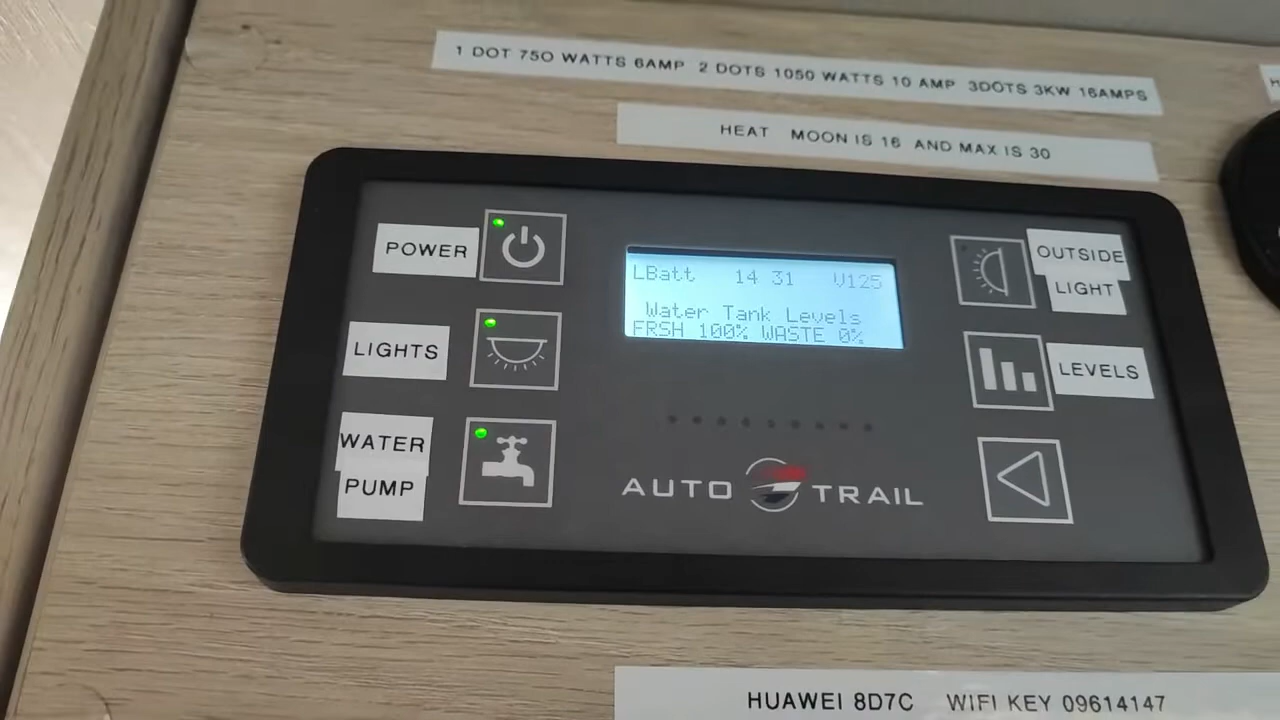 1 DOT 750 WATTS 6AMP 2 DOTS 1050 WATTS 10 AMP 3DOTS 3KW 16AMPS
HEAT MOON IS 16 AND MAX IS 30
POWER
LIGHTS
WATER
PUMP
LBatt 14 31 V125
Water Tank Levels
FRSH 100% WASTE 0%
AUTO TRAIL
OUTSIDE
LIGHT
LEVELS
HUAWEI 8D7C WIFI KEY 09614147